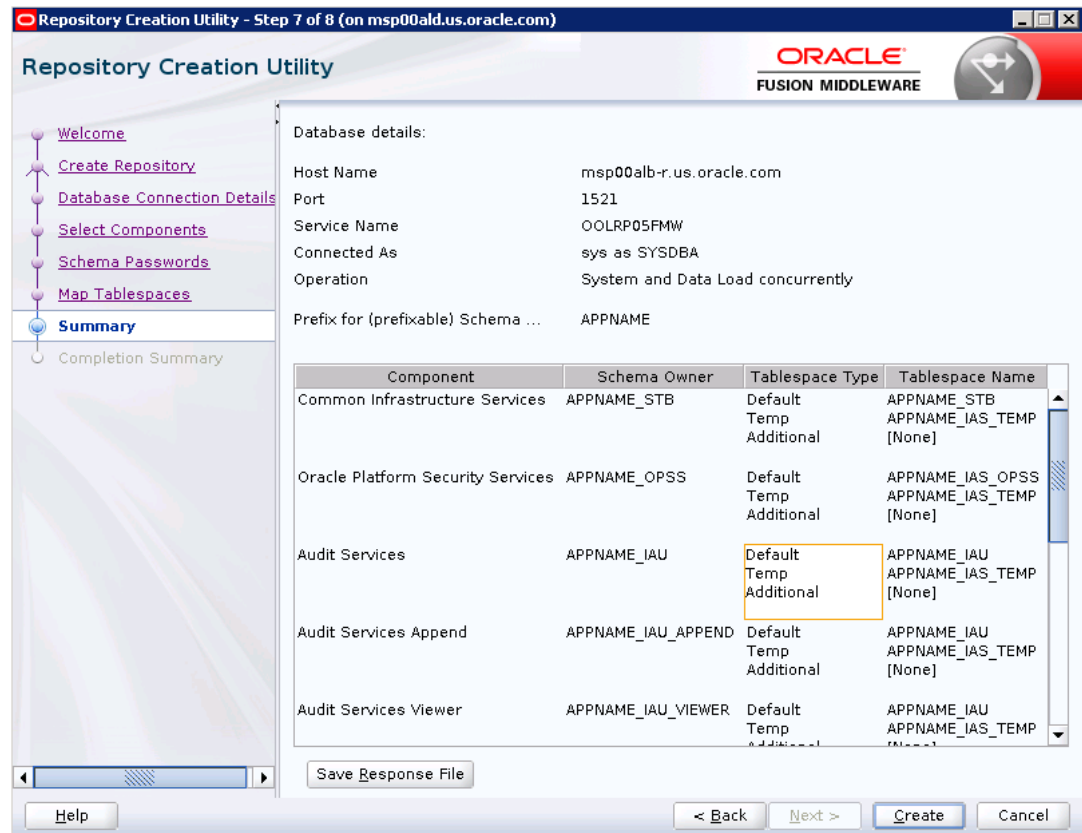 Repository Creation Utility - Step 7 of 8 (on msp00ald.us.oracle.com)
Repository Creation Utility
ORACLE
FUSION MIDDLEWARE
Welcome
Create Repository
Database Connection Details
Select Components
Schema Passwords
Map Tablespaces
Summary
Completion Summary
Database details:
Host Name msp00alb-r.us.oracle.com
Port 1521
Service Name OOLRP05FMW
Connected As sys as SYSDBA
Operation System and Data Load concurrently
Prefix for (prefixable) Schema ... APPNAME
Component Schema Owner Tablespace Type Tablespace Name
Common Infrastructure Services APPNAME_STB Default APPNAME_STB
Temp APPNAME_IAS_TEMP
Additional [None]
Oracle Platform Security Services APPNAME_OPSS Default APPNAME_IAS_OPSS
Temp APPNAME_IAS_TEMP
Additional [None]
Audit Services APPNAME_IAU Default APPNAME_IAU
Temp APPNAME_IAS_TEMP
Additional [None]
Audit Services Append APPNAME_IAU_APPEND Default APPNAME_IAU
Temp APPNAME_IAS_TEMP
Additional [None]
Audit Services Viewer APPNAME_IAU_VIEWER Default APPNAME_IAU
Temp APPNAME_IAS_TEMP
Save Response File
Help < Back Next > Create Cancel